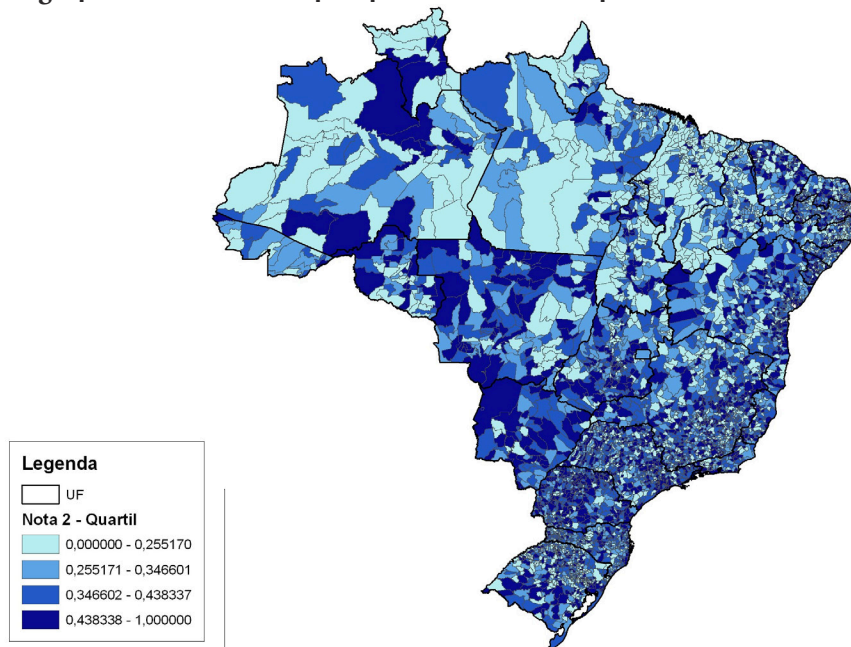 Legenda
UF
Nota 2 - Quartil
0,000000 - 0,255170
0,255171 - 0,346601
0,346602 - 0,438337
0,438338 - 1,000000